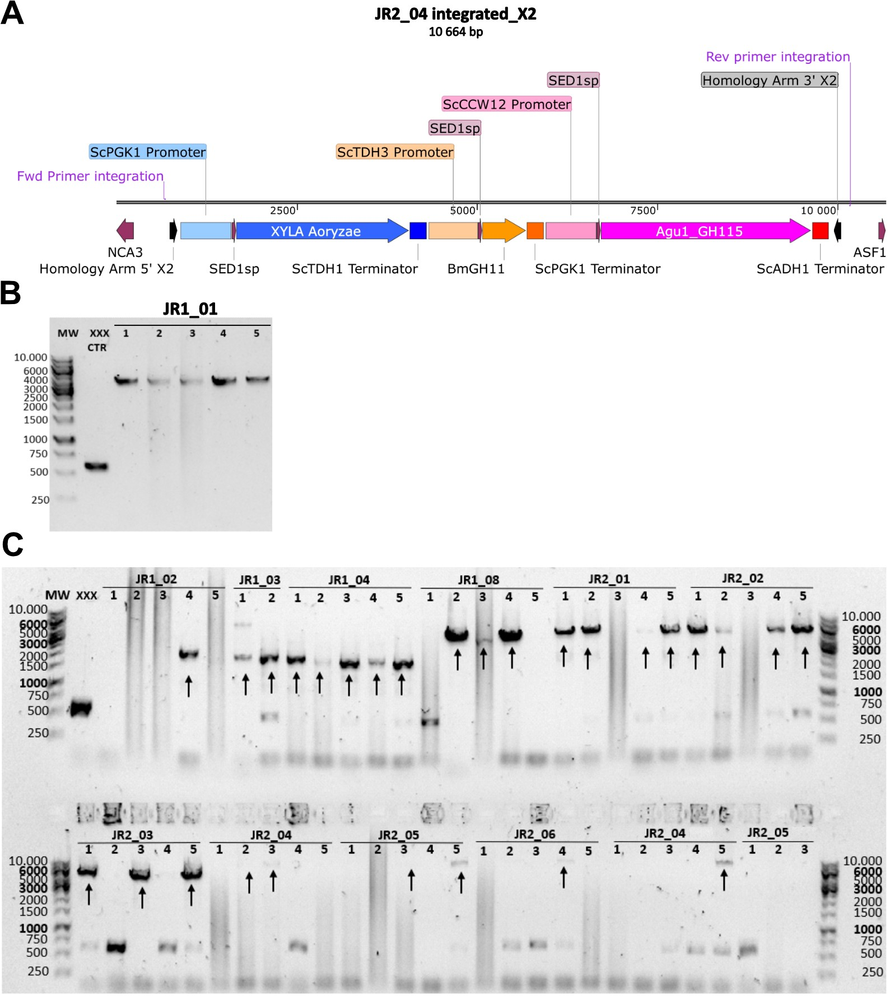 A
JR2_04 integrated_X2
10 664 bp
Rev primer integration
SED1sp
Homology Arm 3' X2
ScCCW12 Promoter
SED1sp
ScPGK1 Promoter
ScTDH3 Promoter
Fwd Primer integration
2500 5000 7500 10 000
XYLA Aoryzae Agu1_GH115
NCA3 ASF1
Homology Arm 5' X2 SED1sp ScTDH1 Terminator BmGH11 ScPGK1 Terminator ScADH1 Terminator
B
JR1_01
MW XXX 1 2 3 4 5
CTR
10.000
6000
4000
3000
2500
2000
1500
1000
750
500
250
C
JR1_02 JR1_03 JR1_04 JR1_08 JR2_01 JR2_02
MW XXX 1 2 3 4 5 1 2 1 2 3 4 5 1 2 3 4 5 1 2 3 4 5 1 2 3 4 5
10.000 10.000
6000 6000
5000 5000
3000 3000
2000 2000
1500 1500
1000 1000
750 750
500 500
250 250
JR2_03 JR2_04 JR2_05 JR2_06 JR2_04 JR2_05
1 2 3 4 5 1 2 3 4 5 1 2 3 4 5 1 2 3 4 5 1 2 3 4 5 1 2 3
10.000 10.000
6000 6000
5000 5000
3000 3000
2000 2000
1500 1500
1000 1000
750 750
500 500
250 250